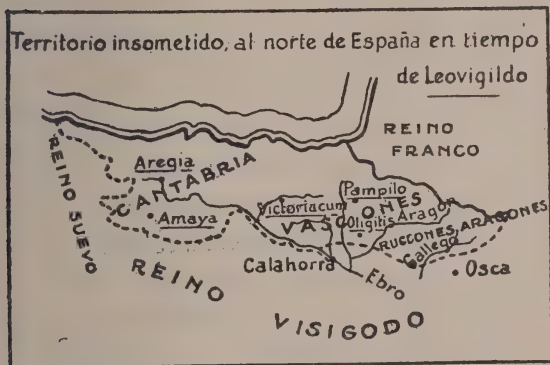 Territorio insometido, al norte de España en tiempo
de Leovigildo
REINO
FRANCO
REINO SUEVO
Aregia
CANTABRIA
Amaya
Victoriacum
Pampilo
VASCONES
Oligitis
Aragon
RUCCONES, ARAGONES
Gallego
Osca
Calahorra
Ebro
REINO
VISIGODO